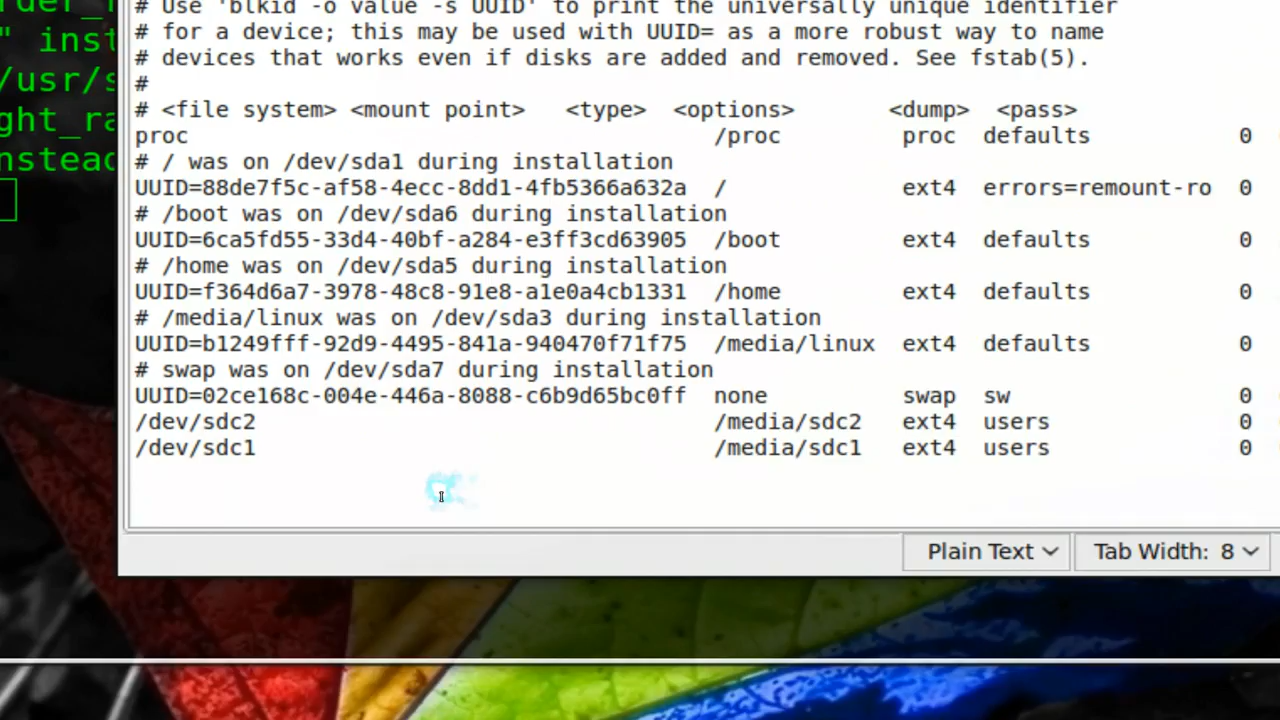 " inst
/usr/s
ght_ra
nstead
# Use 'blkid -o value -s UUID' to print the universally unique identifier
# for a device; this may be used with UUID= as a more robust way to name
# devices that works even if disks are added and removed. See fstab(5).
#
# <file system> <mount point>   <type>  <options>       <dump>  <pass>
proc                                       /proc         proc  defaults           0
# / was on /dev/sda1 during installation
UUID=88de7f5c-af58-4ecc-8dd1-4fb5366a632a  /             ext4  errors=remount-ro  0
# /boot was on /dev/sda6 during installation
UUID=6ca5fd55-33d4-40bf-a284-e3ff3cd63905  /boot         ext4  defaults           0
# /home was on /dev/sda5 during installation
UUID=f364d6a7-3978-48c8-91e8-a1e0a4cb1331  /home         ext4  defaults           0
# /media/linux was on /dev/sda3 during installation
UUID=b1249fff-92d9-4495-841a-940470f71f75  /media/linux  ext4  defaults           0
# swap was on /dev/sda7 during installation
UUID=02ce168c-004e-446a-8088-c6b9d65bc0ff  none          swap  sw                 0
/dev/sdc2                                  /media/sdc2   ext4  users              0
/dev/sdc1                                  /media/sdc1   ext4  users              0
Plain Text
Tab Width: 8